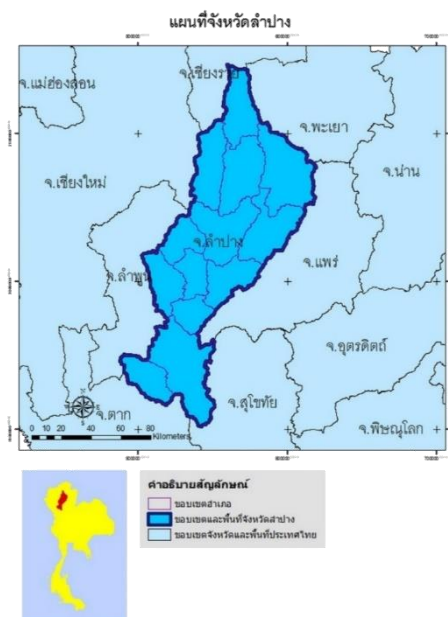 แผนที่จังหวัดลำปาง
จ.เชียงราย
จ.แม่ฮ่องสอน
จ.พะเยา
จ.น่าน
จ.เชียงใหม่
จ.ลำปาง
จ.ลำพูน
จ.แพร่
จ.อุตรดิตถ์
จ.สุโขทัย
จ.ตาก
จ.พิษณุโลก
0 10 20 40 60 80
Kilometers
คำอธิบายสัญลักษณ์
ขอบเขตอำเภอ
ขอบเขตและพื้นที่จังหวัดลำปาง
ขอบเขตจังหวัดและพื้นที่ประเทศไทย